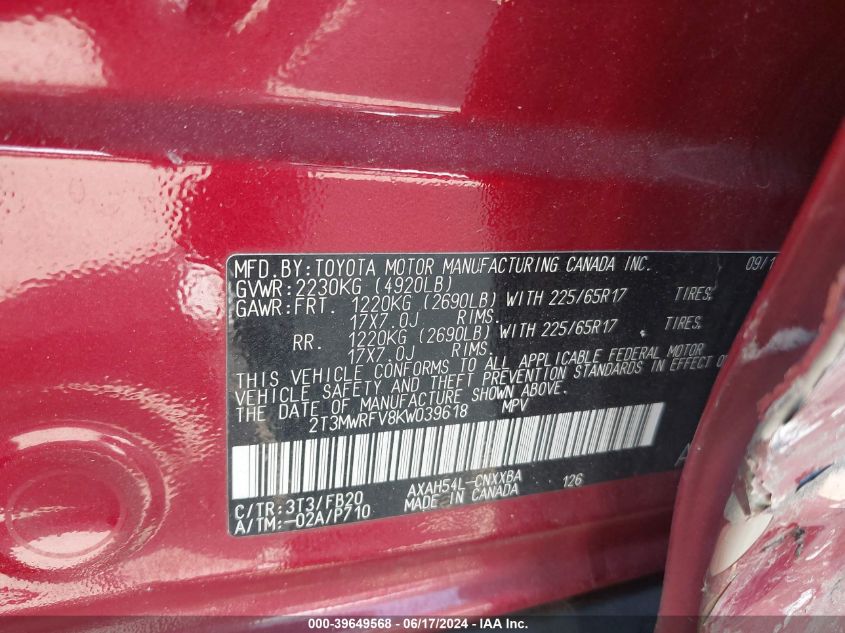 MFD. BY: TOYOTA MOTOR MANUFACTURING CANADA INC. 09/1
GVWR: 2230KG (4920LB)
GAWR: FRT. 1220KG (2690LB) WITH 225/65R17 TIRES,
17X7.0J RIMS.
RR. 1220KG (2690LB) WITH 225/65R17 TIRES,
17X7.0J RIMS.
THIS VEHICLE CONFORMS TO ALL APPLICABLE FEDERAL MOTOR
VEHICLE SAFETY AND THEFT PREVENTION STANDARDS IN EFFECT
THE DATE OF MANUFACTURE SHOWN ABOVE.
2T3MWRFV8KW039618 MPV
C/TR: 3T3/FB20 AXAH54L-CNXXBA 126
A/TM: -02A/P710 MADE IN CANADA
000-39649568 - 06/17/2024 - IAA Inc.